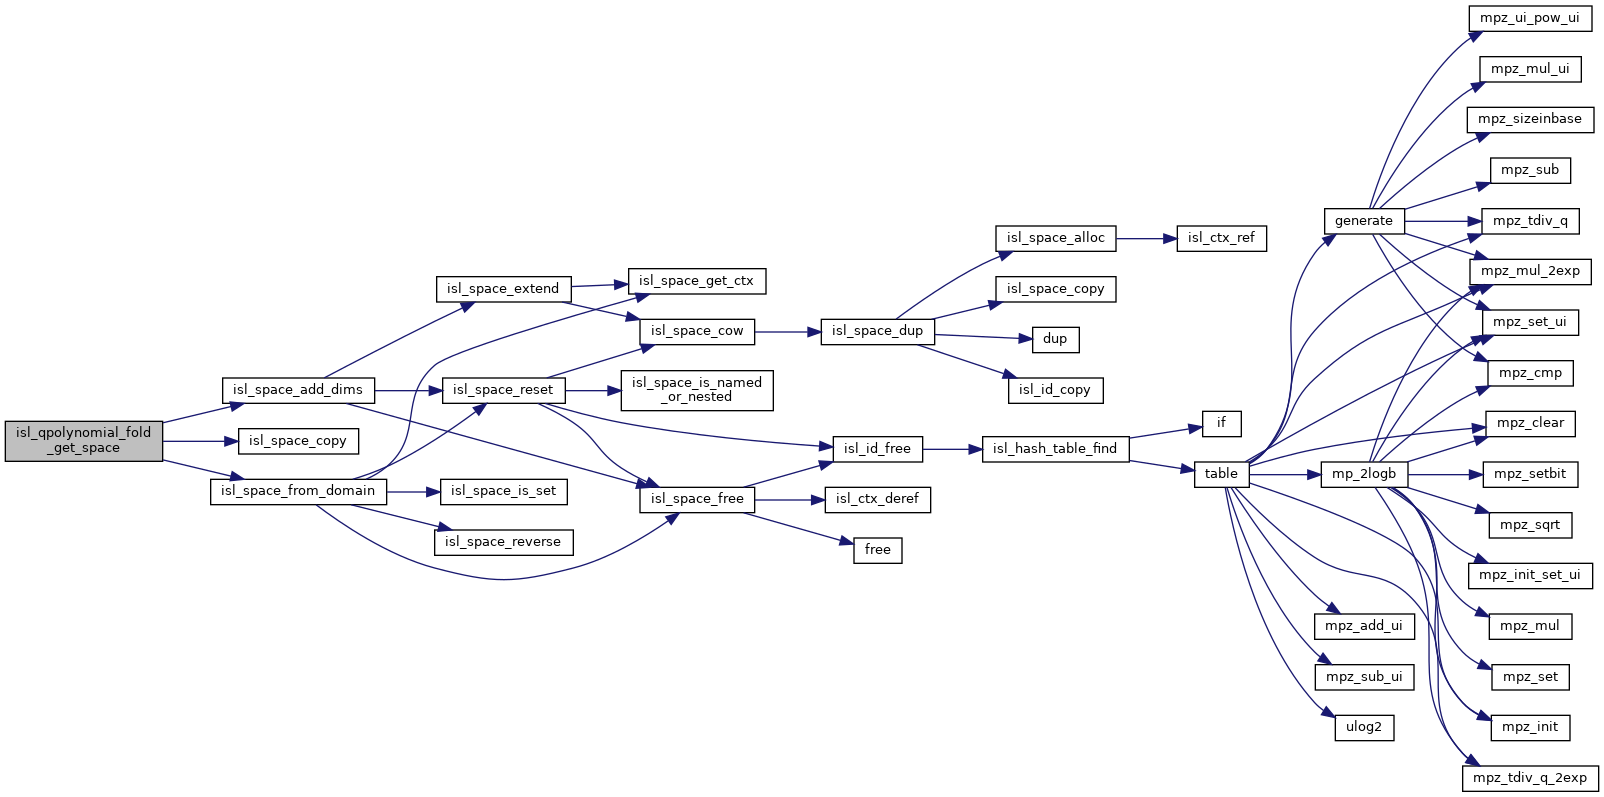 isl_qpolynomial_fold
_get_space
isl_space_add_dims
isl_space_copy
isl_space_from_domain
isl_space_extend
isl_space_reset
isl_space_is_set
isl_space_reverse
isl_space_get_ctx
isl_space_cow
isl_space_is_named
_or_nested
isl_space_free
isl_space_dup
isl_id_free
isl_ctx_deref
free
isl_space_alloc
isl_space_copy
dup
isl_id_copy
isl_hash_table_find
isl_ctx_ref
if
table
generate
mp_2logb
mpz_add_ui
mpz_sub_ui
ulog2
mpz_ui_pow_ui
mpz_mul_ui
mpz_sizeinbase
mpz_sub
mpz_tdiv_q
mpz_mul_2exp
mpz_set_ui
mpz_cmp
mpz_clear
mpz_setbit
mpz_sqrt
mpz_init_set_ui
mpz_mul
mpz_set
mpz_init
mpz_tdiv_q_2exp